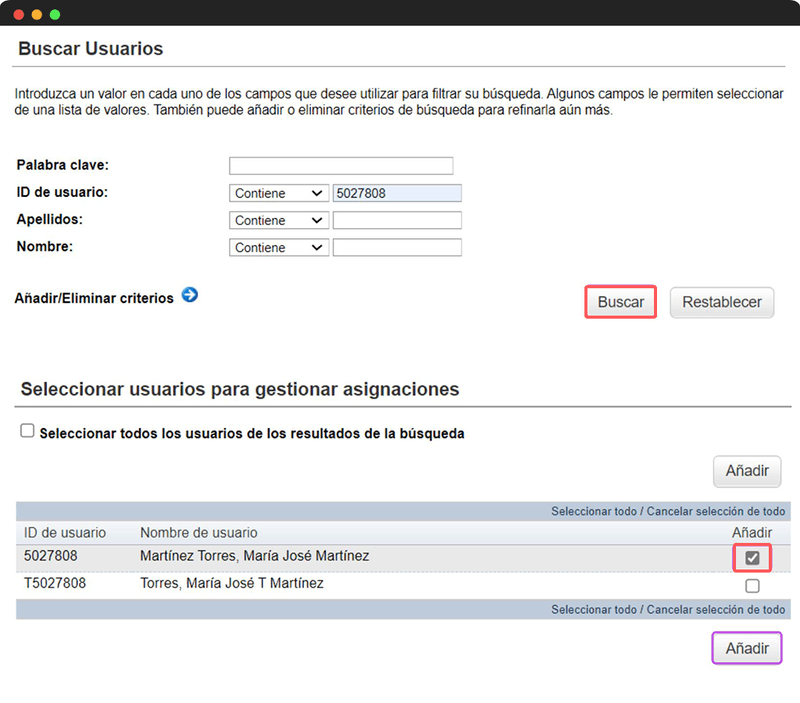 Buscar Usuarios
Introduzca un valor en cada uno de los campos que desee utilizar para filtrar su búsqueda. Algunos campos le permiten seleccionar
de una lista de valores. También puede añadir o eliminar criterios de búsqueda para refinarla aún más.
Palabra clave:
ID de usuario: Contiene 5027808
Apellidos: Contiene
Nombre: Contiene
Añadir/Eliminar criterios Buscar Restablecer
Seleccionar usuarios para gestionar asignaciones
Seleccionar todos los usuarios de los resultados de la búsqueda
Añadir
Seleccionar todo / Cancelar selección de todo
ID de usuario Nombre de usuario Añadir
5027808 Martínez Torres, María José Martínez
T5027808 Torres, María José T Martínez
Seleccionar todo / Cancelar selección de todo
Añadir